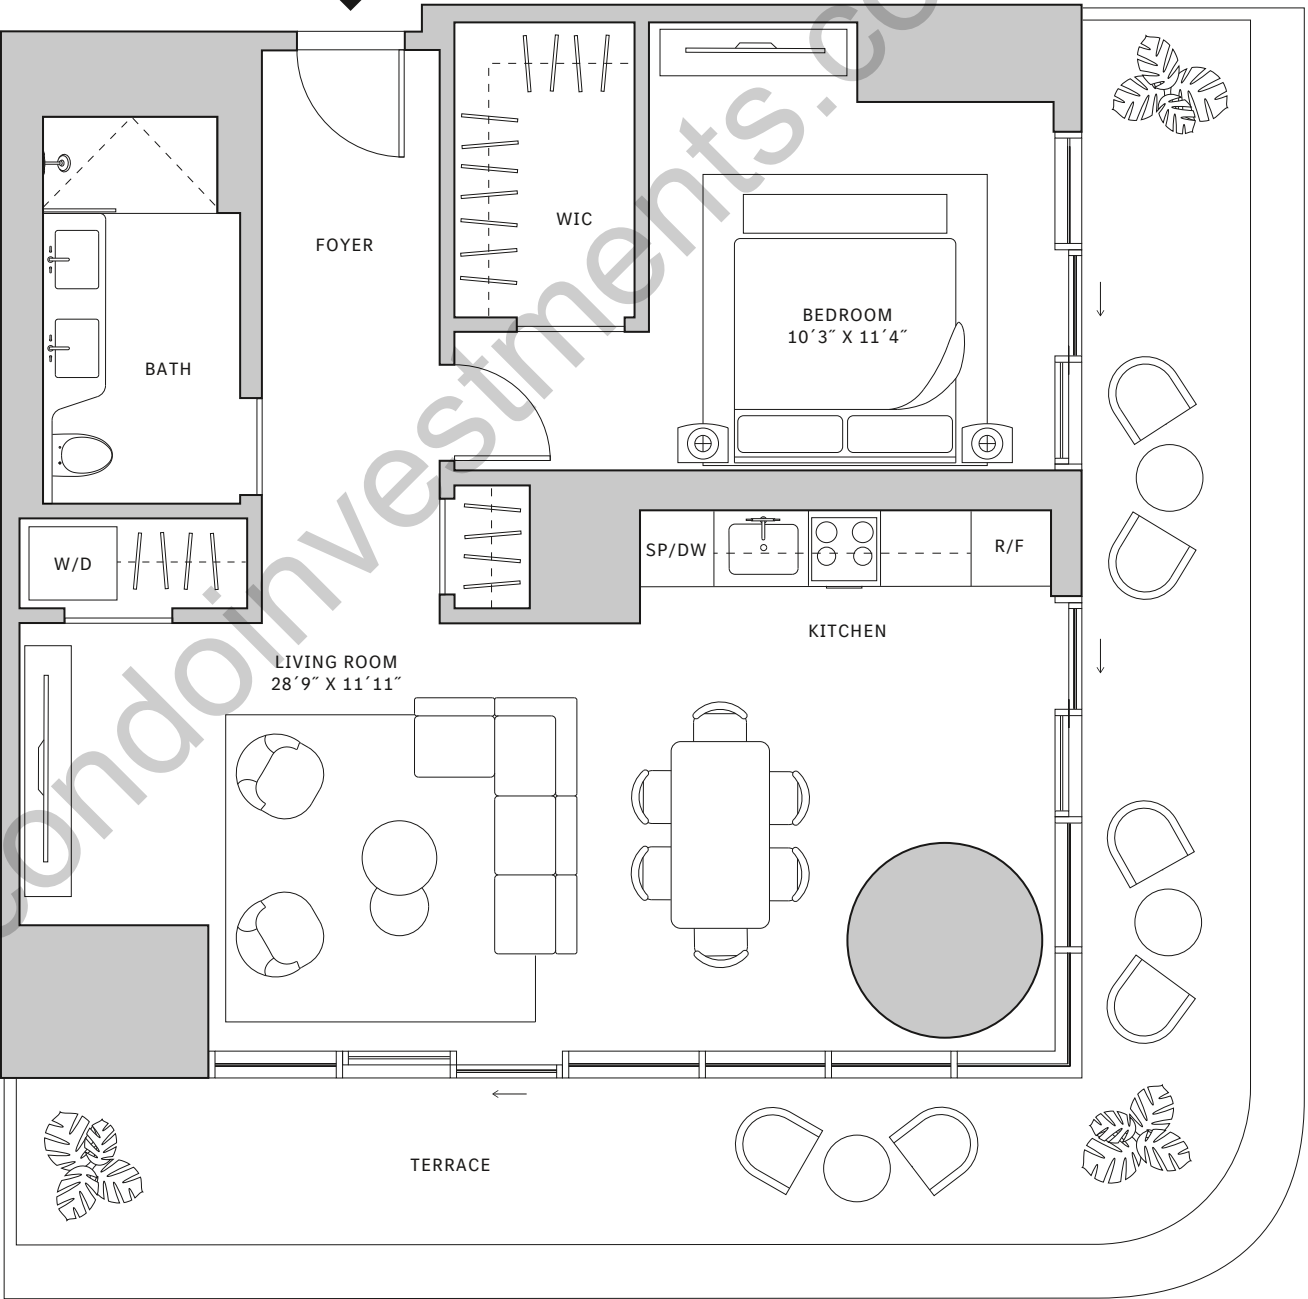 WIC
FOYER
BEDROOM
10´3˝ X 11´4˝
BATH
SP/DW
R/F
W/D
KITCHEN
LIVING ROOM
28´9˝ X 11´11˝
TERRACE
condoinvestments.co